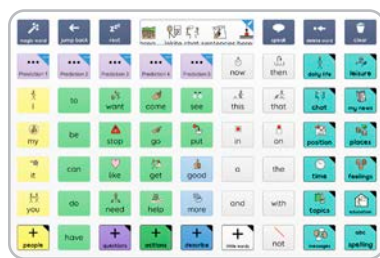 magic word jump back rest speak delete word clear
Prediction 1 Prediction 2 Prediction 3 Prediction 4 Prediction 5 now then daily life leisure
I to want come see this that chat my news
my be stop go put in on position places
it can like get good a the time feelings
you do need help more and with topics education
people have questions actions describe little words not messages spelling